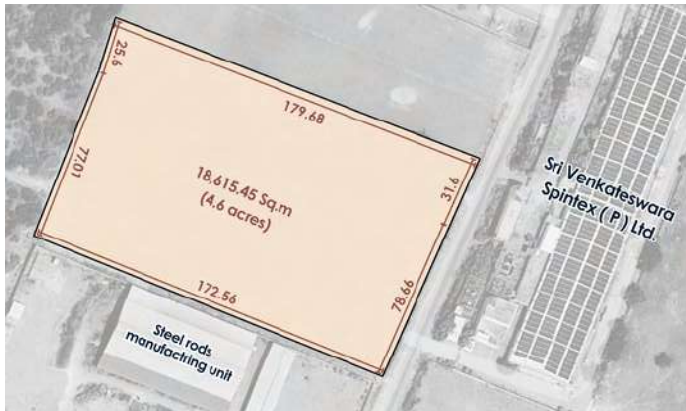 25.6
179.68
77.01
18,615.45 Sq.m
(4.6 acres)
31.6
Sri Venkateswara
Spintex ( P ) Ltd.
172.56
78.66
Steel rods
manufactring unit